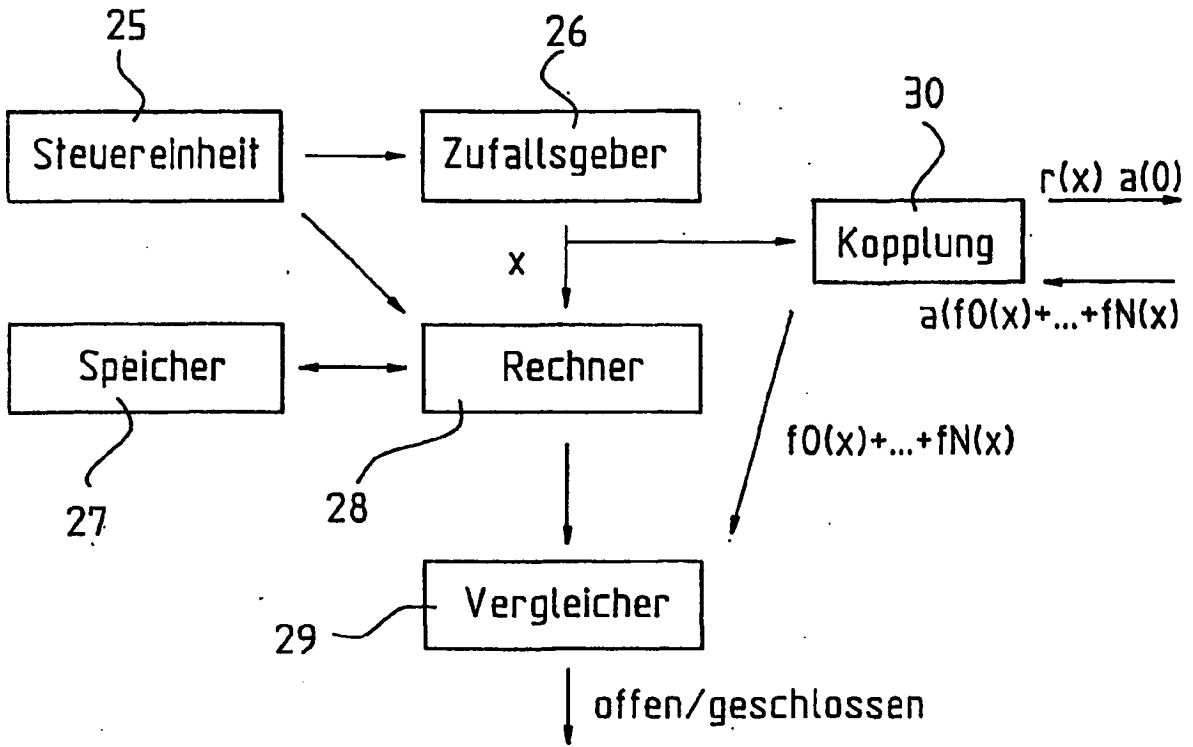 25
26
30
Steuereinheit
Zufallsgeber
r(x) a(0)
Kopplung
x
a(f0(x)+...+fN(x)
Speicher
Rechner
f0(x)+...+fN(x)
27
28
Vergleicher
29
offen/geschlossen